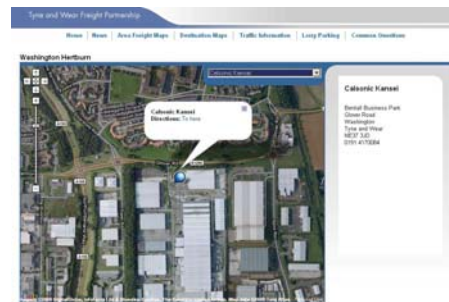 Tyne and Wear Freight Partnership
Home | News | Area Freight Maps | Destination Maps | Traffic Information | Lorry Parking | Common Questions
Washington Hertburn
Calsonic Kansei
Calsonic Kansei
Directions: To here
Calsonic Kansei
Bentall Business Park
Glover Road
Washington
Tyne and Wear
NE37 3JD
0191 4170084